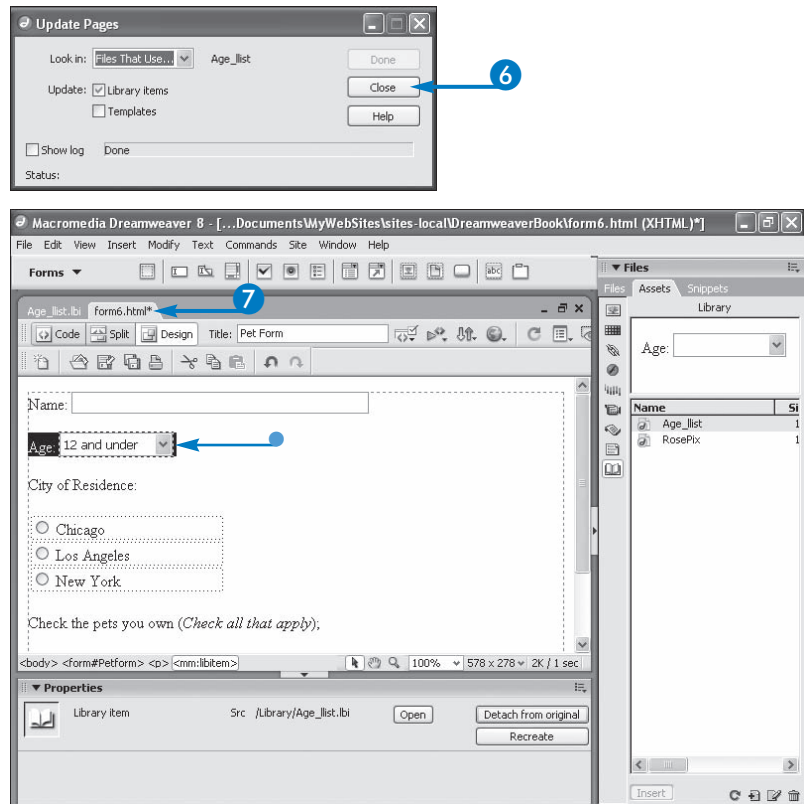 Update Pages
Look in: Files That Use... Age_llist Done
6
Update: Library items Close
Templates Help
Show log Done
Status:
Macromedia Dreamweaver 8 - [...Documents\MyWebSites\sites-local\DreamweaverBook\form6.html (XHTML)*]
File Edit View Insert Modify Text Commands Site Window Help
Forms
abc
Files
Files Assets Snippets
Library
Age:
Name Si
Age_llist 1
RosePix 1
Insert
7
Age_llist.lbi form6.html*
Code Split Design Title: Pet Form
Name:
Age: 12 and under
City of Residence:
Chicago
Los Angeles
New York
Check the pets you own (Check all that apply);
<body> <form#Petform> <p> <mm:libitem> 100% 578 x 278 2K / 1 sec
Properties
Library item Src /Library/Age_llist.lbi Open Detach from original
Recreate